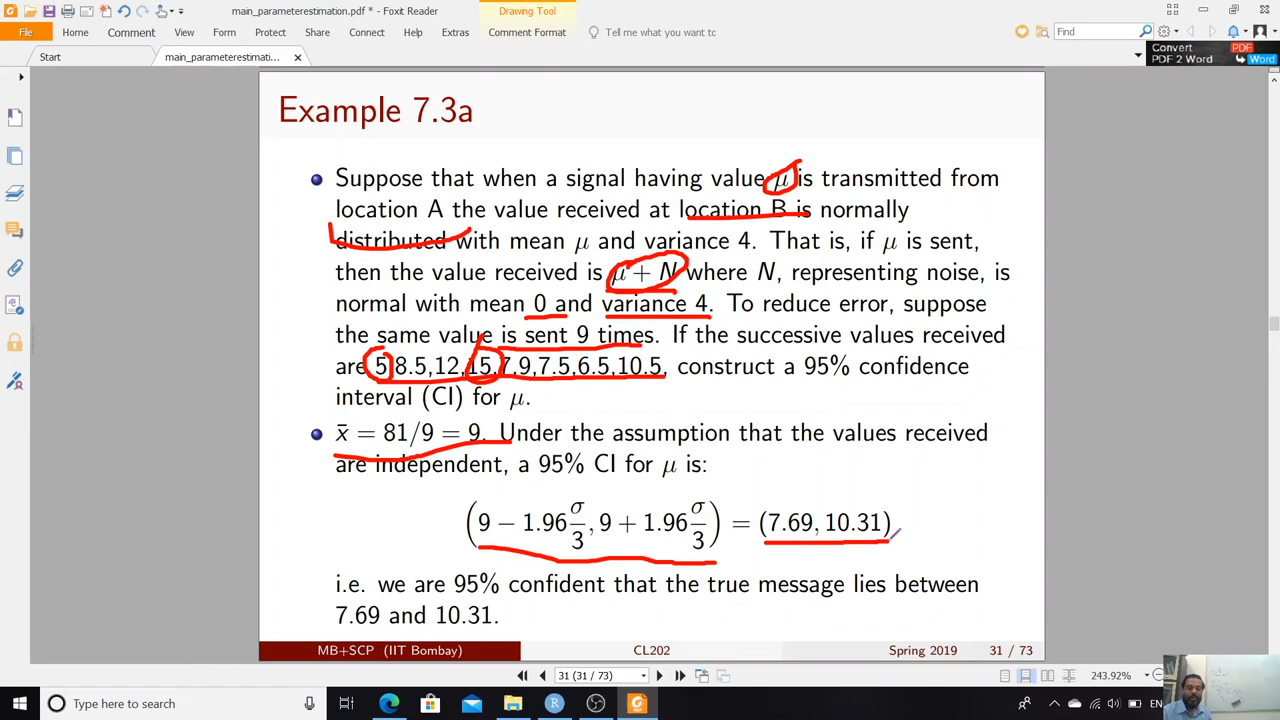 main_parameterestimation.pdf * - Foxit Reader
Drawing Tool
File Home Comment View Form Protect Share Connect Help Extras Comment Format Tell me what you want tc Find
Start main_parameterestimati...
Convert PDF
PDF 2 Word Word
Example 7.3a
Suppose that when a signal having value μ is transmitted from
location A the value received at location B is normally
distributed with mean μ and variance 4. That is, if μ is sent,
then the value received is μ + N where N, representing noise, is
normal with mean 0 and variance 4. To reduce error, suppose
the same value is sent 9 times. If the successive values received
are 5,8.5,12,15,7,9,7.5,6.5,10.5, construct a 95% confidence
interval (CI) for μ.
x̄ = 81/9 = 9. Under the assumption that the values received
are independent, a 95% CI for μ is:
(9 − 1.96 σ/3, 9 + 1.96 σ/3) = (7.69, 10.31)
i.e. we are 95% confident that the true message lies between
7.69 and 10.31.
MB+SCP (IIT Bombay) CL202 Spring 2019 31 / 73
31 (31 / 73) 243.92%
Type here to search EN